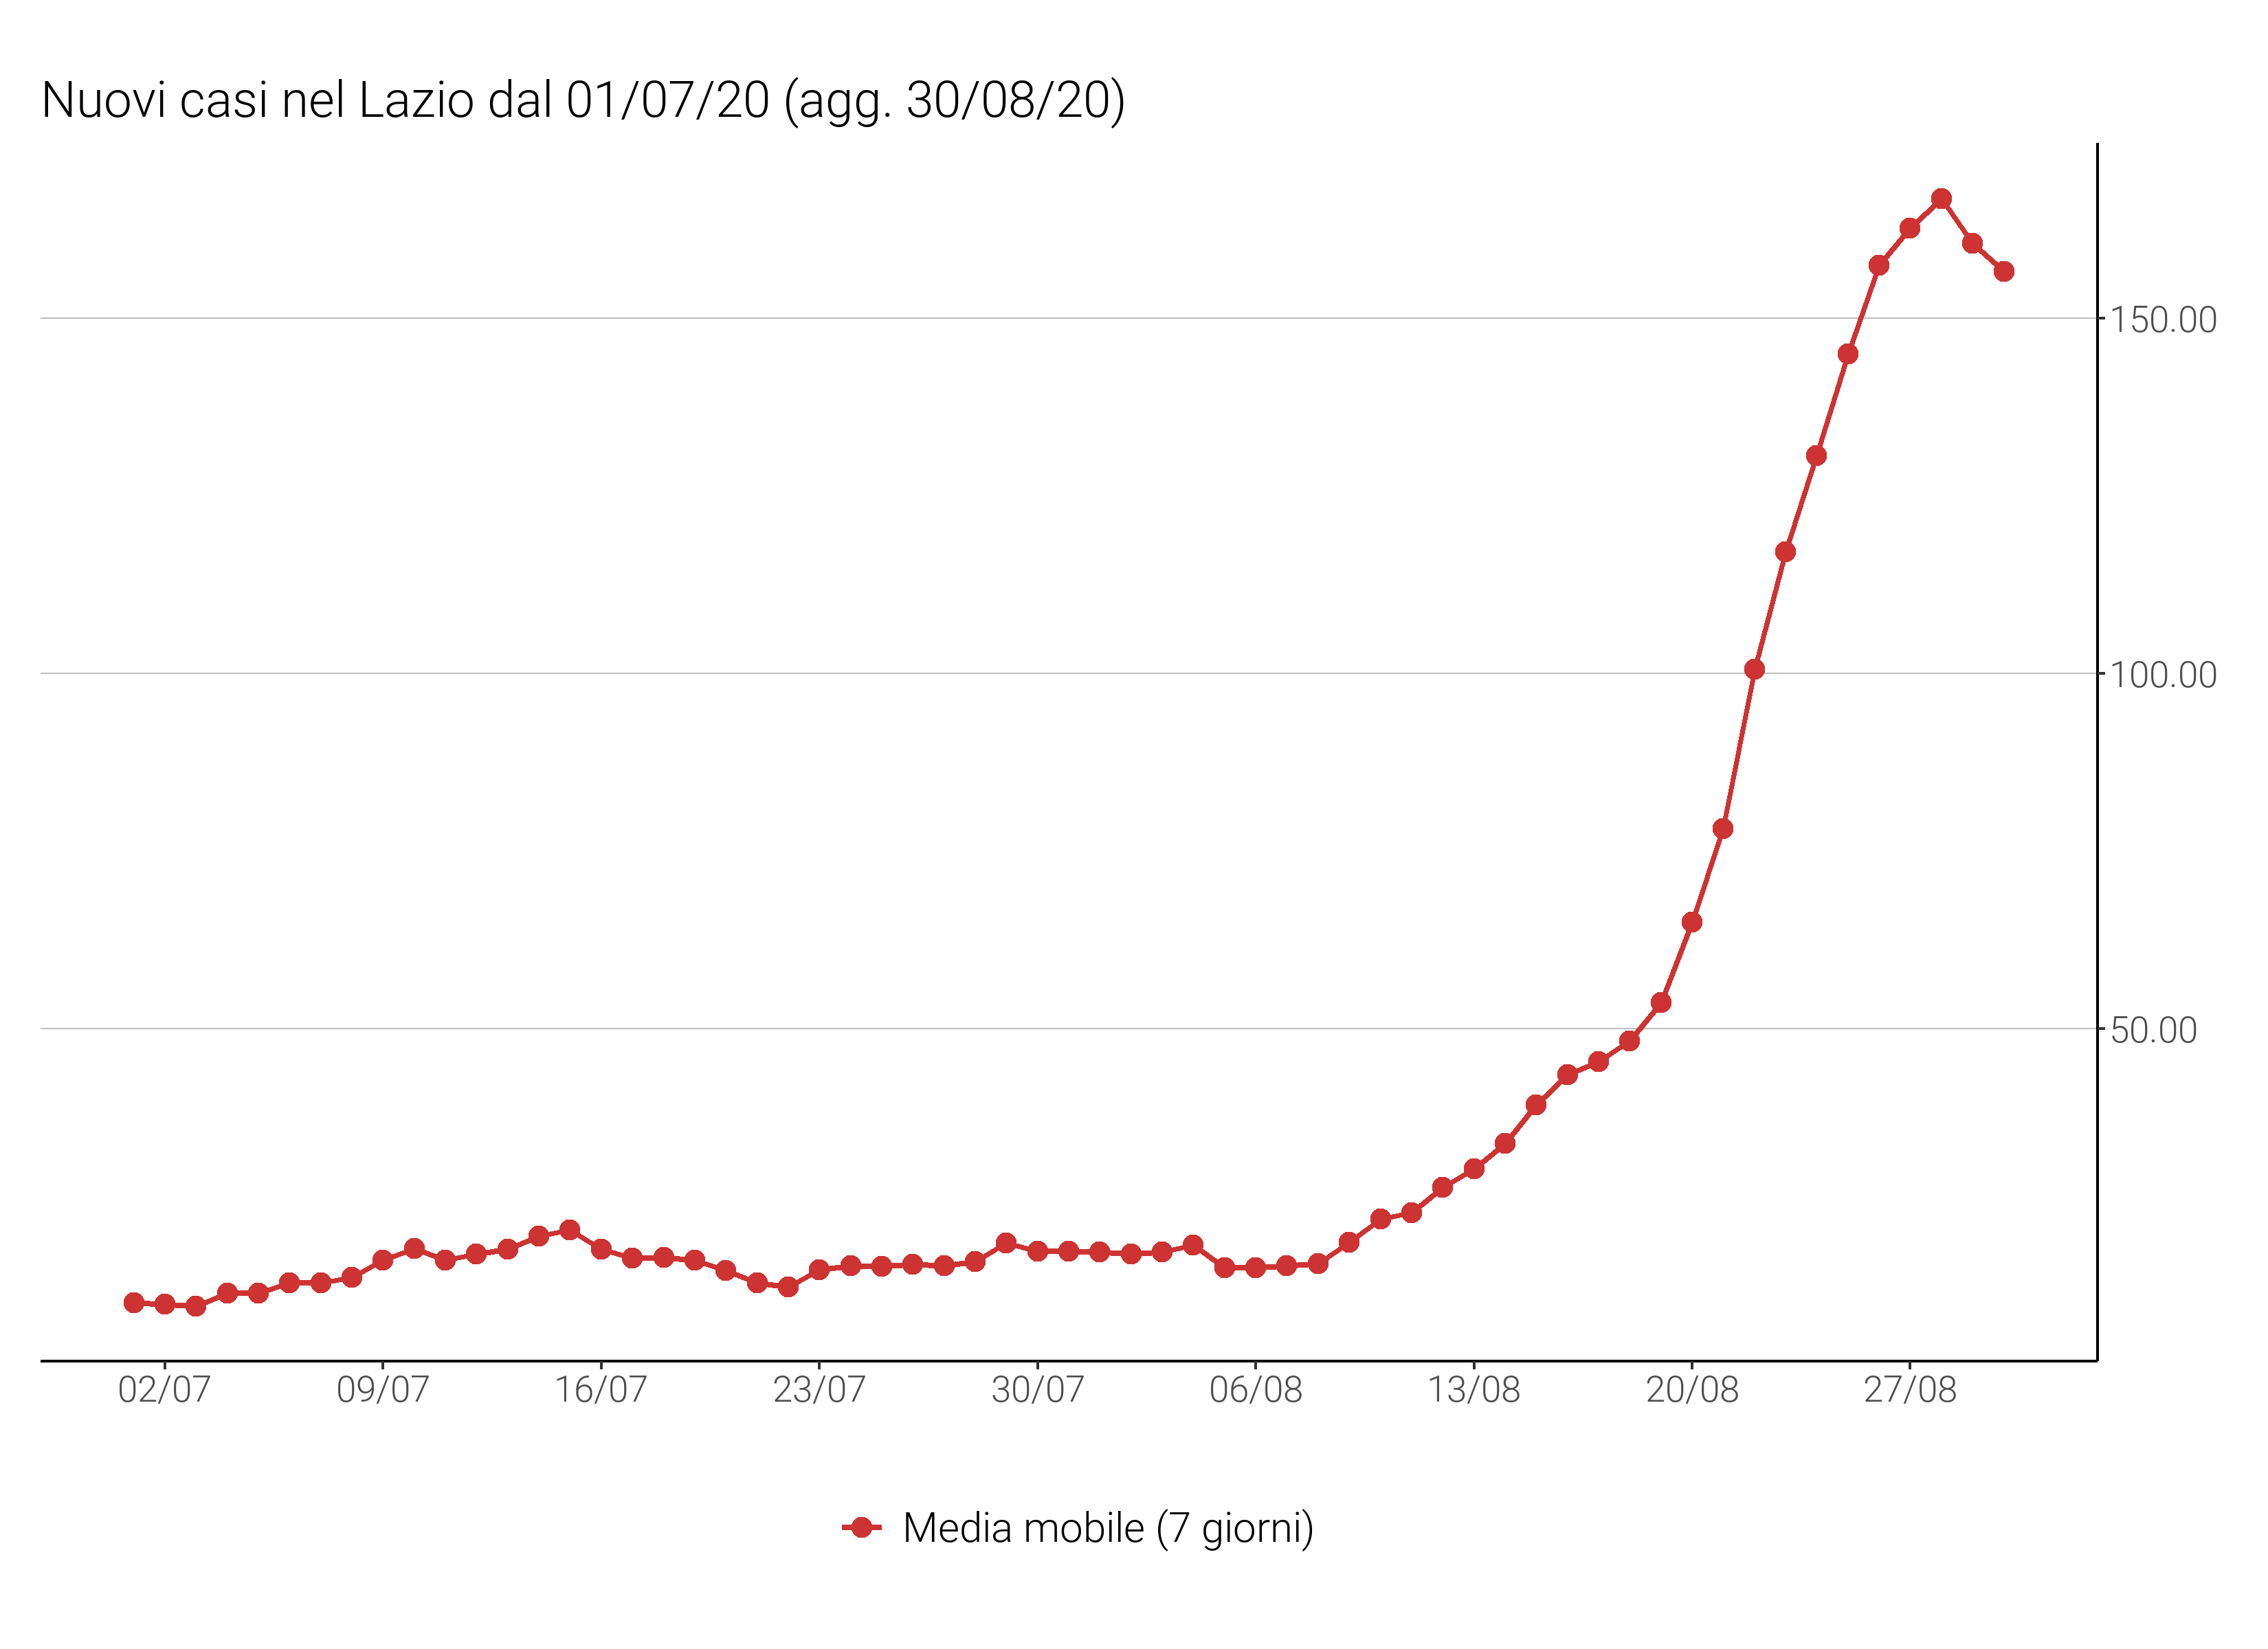 Nuovi casi nel Lazio dal 01/07/20 (agg. 30/08/20)
150.00
100.00
50.00
02/07 09/07 16/07 23/07 30/07 06/08 13/08 20/08 27/08
Media mobile (7 giorni)